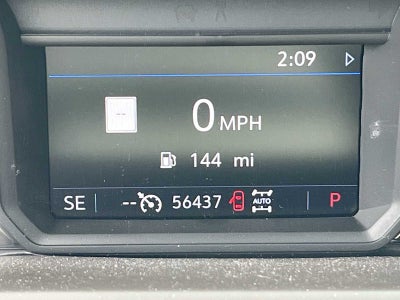 2:09
--
0 MPH
144 mi
SE -- 56437 AUTO P